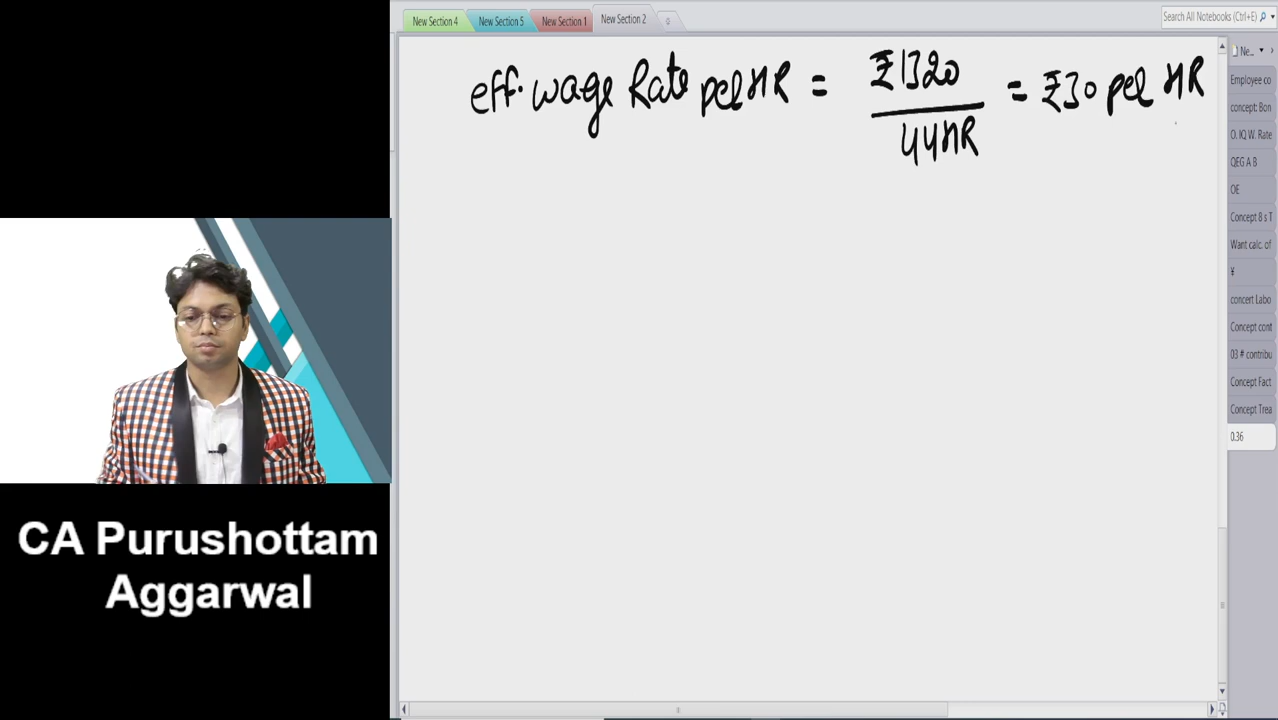 New Section 4
New Section 5
New Section 1
New Section 2
Search All Notebooks (Ctrl+E)
eff. wage Rate per HR = ₹1320 / 44HR = ₹30 per HR
Ne...
Employee co
concept: Bon
O. IQ W. Rate
QEG A B
OE
Concept 8 s T
Want calc. of
¥
concert Labo
Concept cont
03 # contribu
Concept Fact
Concept Trea
0.36
CA Purushottam
Aggarwal